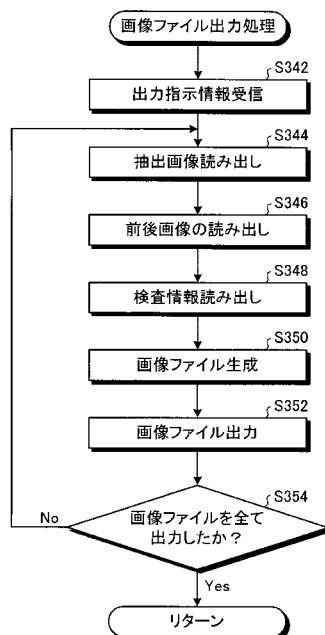 画像ファイル出力処理
S342
出力指示情報受信
S344
抽出画像読み出し
S346
前後画像の読み出し
S348
検査情報読み出し
S350
画像ファイル生成
S352
画像ファイル出力
S354
画像ファイルを全て
出力したか？
No
Yes
リターン